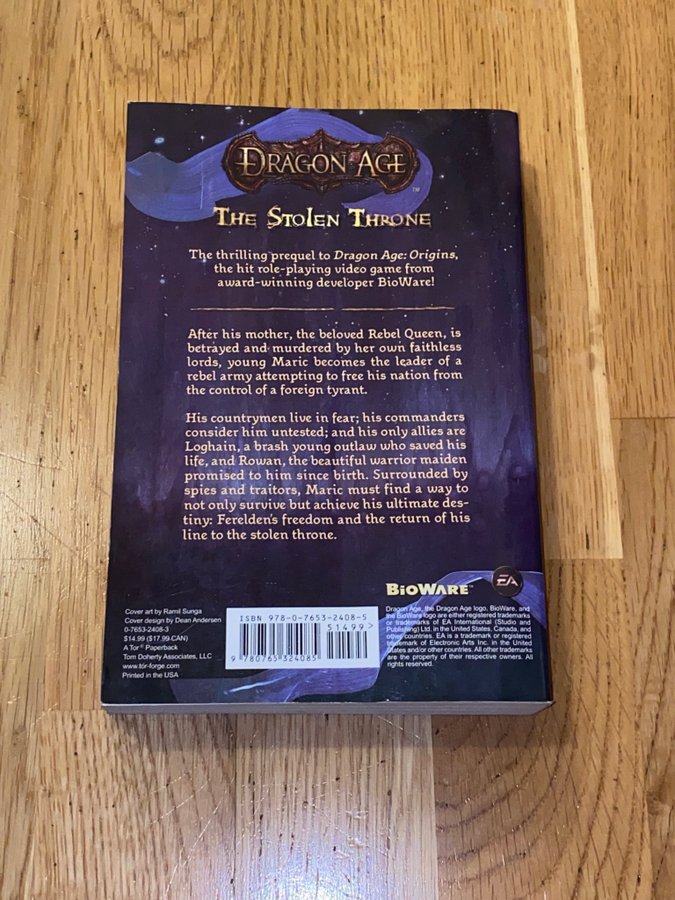 DRAGON AGE
™
THE STOLEN THRONE
The thrilling prequel to Dragon Age: Origins,
the hit role-playing video game from
award-winning developer BioWare!
After his mother, the beloved Rebel Queen, is
betrayed and murdered by her own faithless
lords, young Maric becomes the leader of a
rebel army attempting to free his nation from
the control of a foreign tyrant.
His countrymen live in fear; his commanders
consider him untested; and his only allies are
Loghain, a brash young outlaw who saved his
life, and Rowan, the beautiful warrior maiden
promised to him since birth. Surrounded by
spies and traitors, Maric must find a way to
not only survive but achieve his ultimate des-
tiny: Ferelden's freedom and the return of his
line to the stolen throne.
BIOWARE™ EA
Cover art by Ramil Sunga
Cover design by Dean Andersen
0-7653-2408-3
$14.99 ($17.99 CAN)
A Tor® Paperback
Tom Doherty Associates, LLC
www.tor-forge.com
Printed in the USA
ISBN 978-0-7653-2408-5
51499>
9 780765 324085
Dragon Age, the Dragon Age logo, BioWare, and
the BioWare logo are either registered trademarks
or trademarks of EA International (Studio and
Publishing) Ltd. in the United States, Canada, and
other countries. EA is a trademark or registered
trademark of Electronic Arts Inc. in the United
States and/or other countries. All other trademarks
are the property of their respective owners. All
rights reserved.